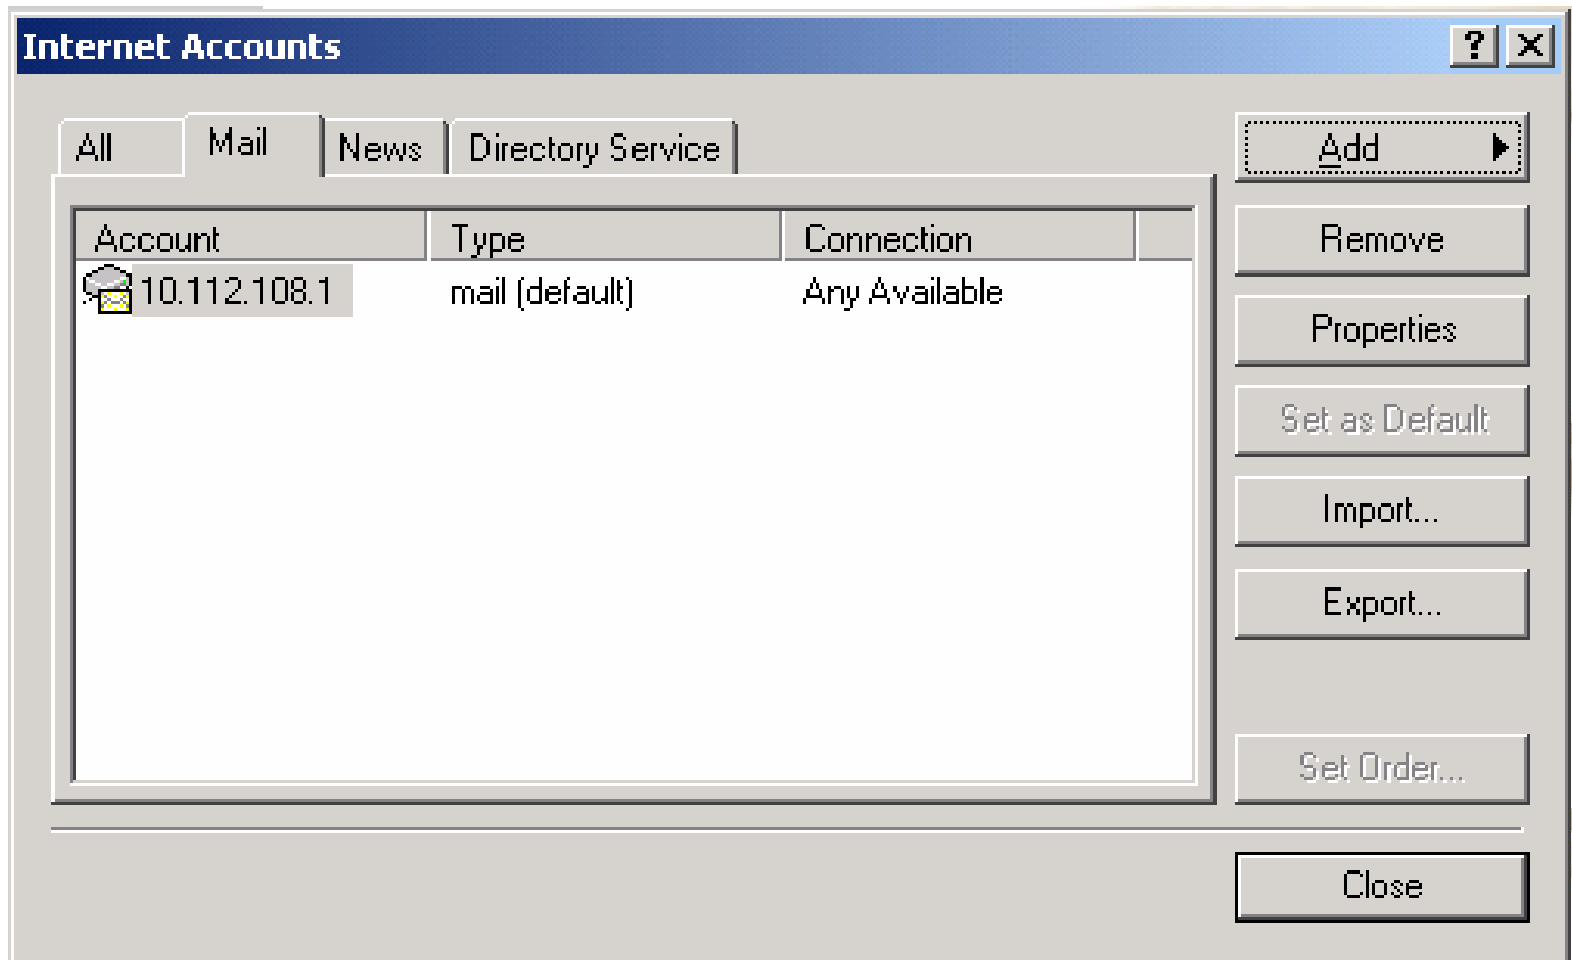 Internet Accounts
All Mail News Directory Service
Add
Account Type Connection
Remove
10.112.108.1 mail (default) Any Available
Properties
Set as Default
Import...
Export...
Set Order...
Close